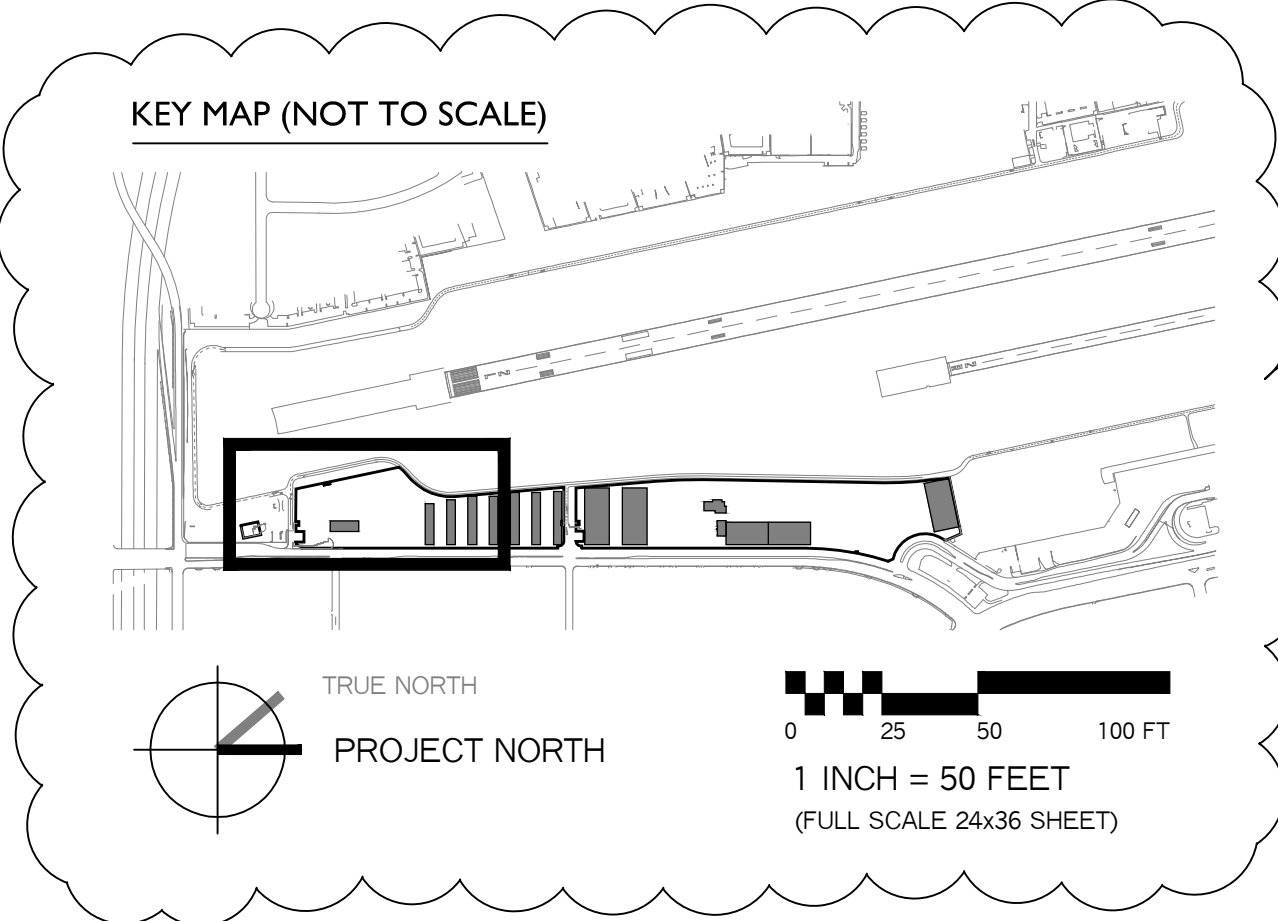 KEY MAP (NOT TO SCALE)
TRUE NORTH
PROJECT NORTH
0 25 50 100 FT
1 INCH = 50 FEET
(FULL SCALE 24x36 SHEET)